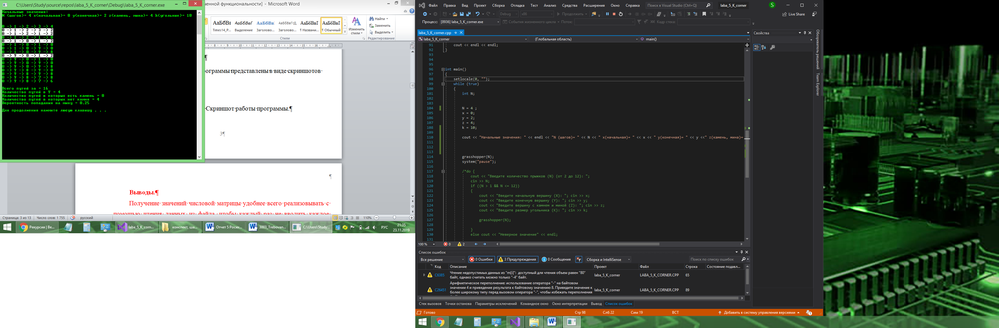 C:\Users\Study\source\repos\laba_5_K_corner\Debug\laba_5_K_corner.exe
Начальные значения:
N (шагов)= 4 x(начальная)= 0 y(конечная)= 2 z(камень, мина)= 4 k(угольник)= 10
0 -> 1 -> 2 -> 3 -> 4
0 -> 1 -> 2 -> 3 -> 2
0 -> 1 -> 2 -> 1 -> 2
0 -> 1 -> 2 -> 1 -> 0
0 -> 1 -> 0 -> 1 -> 2
0 -> 1 -> 0 -> 1 -> 0
0 -> 1 -> 0 -> 9 -> 0
0 -> 1 -> 0 -> 9 -> 8
0 -> 9 -> 0 -> 1 -> 2
0 -> 9 -> 0 -> 1 -> 0
0 -> 9 -> 0 -> 9 -> 0
0 -> 9 -> 0 -> 9 -> 8
0 -> 9 -> 8 -> 9 -> 0
0 -> 9 -> 8 -> 9 -> 8
0 -> 9 -> 8 -> 7 -> 8
0 -> 9 -> 8 -> 7 -> 6
Всего путей за = 16
Количество путей в Y = 4
Количество путей в которых есть камень = 0
Количество путей в которых нет камня = 4
Вероятность попадания на мину = 0.25
Для продолжения нажмите любую клавишу . . .
ченной функциональности] - Microsoft Word
АаБбВı АаБбВвГ АаБбВв АаБбВвГгД АаБбВ АаБбВвГ
Times14_Р... Выделение Заголово... Заголово... ¶ Названи... ¶ Обычный
Изменить стили
Найти
Заменить
Выделить
Стили
Редактирование
8 9 10 11 12 13 14 15 16 17
¶
ограммы представлены в виде скриншотов
Скриншот работы программы.¶
3¶
¶
Выводы.¶
Получение значений числовой матрицы удобнее всего реализовывать с
помощью чтения данных из файла, чтобы каждый раз не вводить каждое
Страница: 3 из 13 Число слов: 1 755 русский 110%
Рекурсия | Ве... laba_5_K_corn... конспект, ша... Отчет 5 Росих... 3003_Trebovan... C:\Users\Study... РУС
21:35
23.11.2019
Файл Правка Вид Проект Сборка Отладка Тест Анализ Средства Расширения Окно Справка Поиск в Visual Studio (Ctrl+Q) laba_5_K_corner S
Debug x86 Продолжить Live Share
Процесс: [8936] laba_5_K_corner.exe События жизненного цикла Поток: Кадр стека:
laba_5_K_corner.cpp
laba_5_K_corner (Глобальная область) main()
91 cout << endl << endl;
92 }
93
94
95
96 int main()
97 {
98 setlocale(0, "");
99 while (true)
100 {
101 int N;
102
103
104 N = 4 ;
105 x = 0;
106 y = 2;
107 z = 4;
108 k = 10;
109
110 cout << "Начальные значения: " << endl << "N (шагов)= " << N << " x(начальная)= " << x << " y(конечная)= " << y <<" z(камень, мина)=
111
112
113
114 grasshopper(N);
115 system("pause");
116
117 /*do {
118 cout << "Введите количество прыжков (N) (от 2 до 12): ";
119 cin >> N;
120 if ((N > 1 && N <= 12))
121 {
122 cout << "Введите начальную вершину (X): "; cin >> x;
123 cout << "Введите конечную вершину (Y): "; cin >> y;
124 cout << "Введите вершину с камнем и миной (Z): "; cin >> z;
125 cout << "Введите размер угольника (K): "; cin >> k;
126
127 grasshopper(N);
128
129 }
130 else cout << "Неверное значение" << endl;
131
100 % 0 2
Список ошибок
Все решение 0 Ошибки 3 Предупреждения 0 Сообщения Сборка и IntelliSense Поиск по списку ошибок
Код Описание Проект Файл Строка Состояние подавл...
C6385 Чтение недопустимых данных из "m[i]": доступный для чтения объем равен "80" байт, однако считать можно только "-4" байт. laba_5_K_corner LABA_5_K_CORNER.CPP 65
C26451 Арифметическое переполнение: использование оператора "-" на байтовом значении 4 и приведение результата к байтовому значению 8. Приведите значение к более широкому типу перед вызовом оператора "-", чтобы избежать переполнения laba_5_K_corner LABA_5_K_CORNER.CPP 89
Стек вызовов Точки останова Параметры исключений Командное окно Окно интерпретации Вывод Список ошибок
Готово Стр 98 Слб 22 Сим 19 ВСТ Добавить в систему управления версиями 1
Свойства
Обозреватель решений
Team Explorer